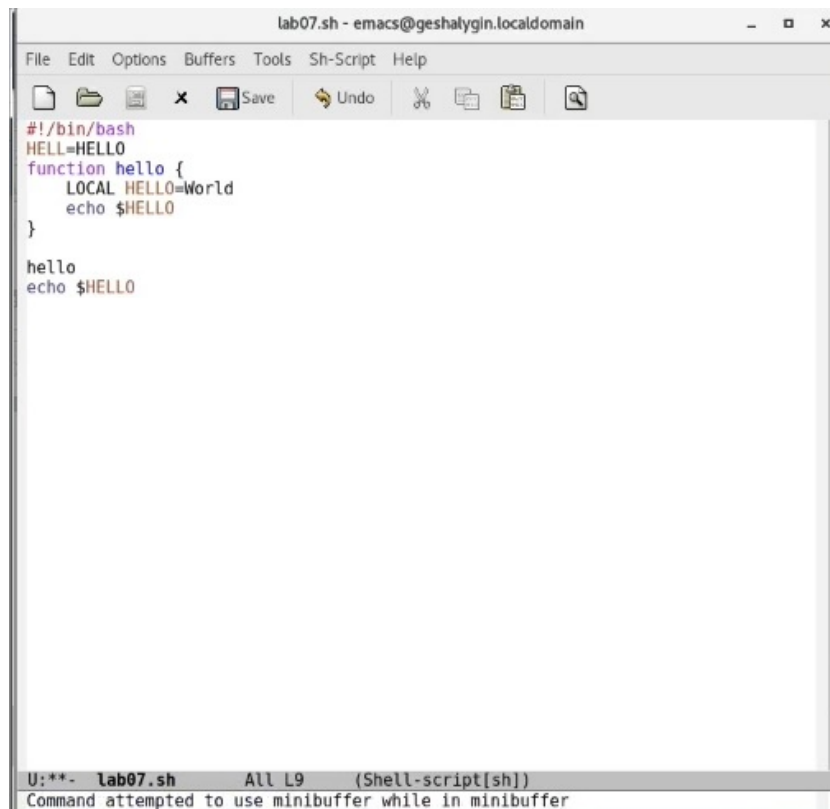 lab07.sh - emacs@geshalygin.localdomain
File Edit Options Buffers Tools Sh-Script Help
Save Undo
#!/bin/bash
HELL=HELLO
function hello {
    LOCAL HELLO=World
    echo $HELLO
}
hello
echo $HELLO
U:**- lab07.sh All L9 (Shell-script[sh])
Command attempted to use minibuffer while in minibuffer